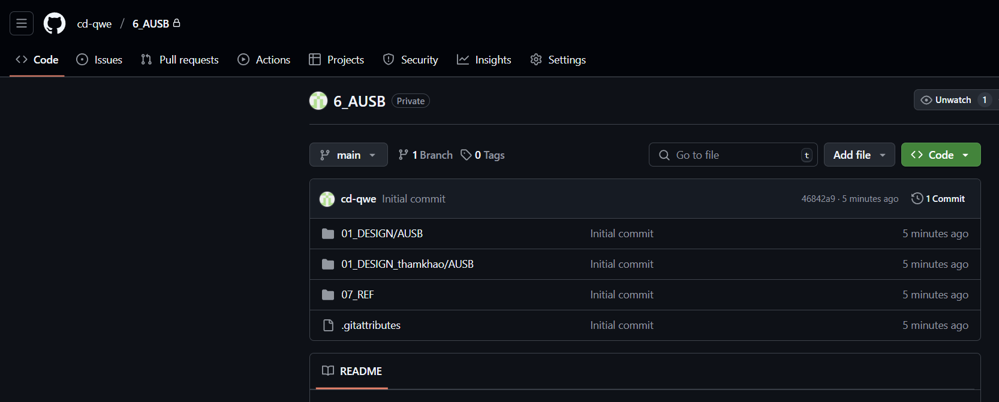 cd-qwe / 6_AUSB
Code Issues Pull requests Actions Projects Security Insights Settings
6_AUSB Private
Unwatch 1
main 1 Branch 0 Tags Go to file t Add file Code
cd-qwe Initial commit 46842a9 · 5 minutes ago 1 Commit
01_DESIGN/AUSB Initial commit 5 minutes ago
01_DESIGN_thamkhao/AUSB Initial commit 5 minutes ago
07_REF Initial commit 5 minutes ago
.gitattributes Initial commit 5 minutes ago
README